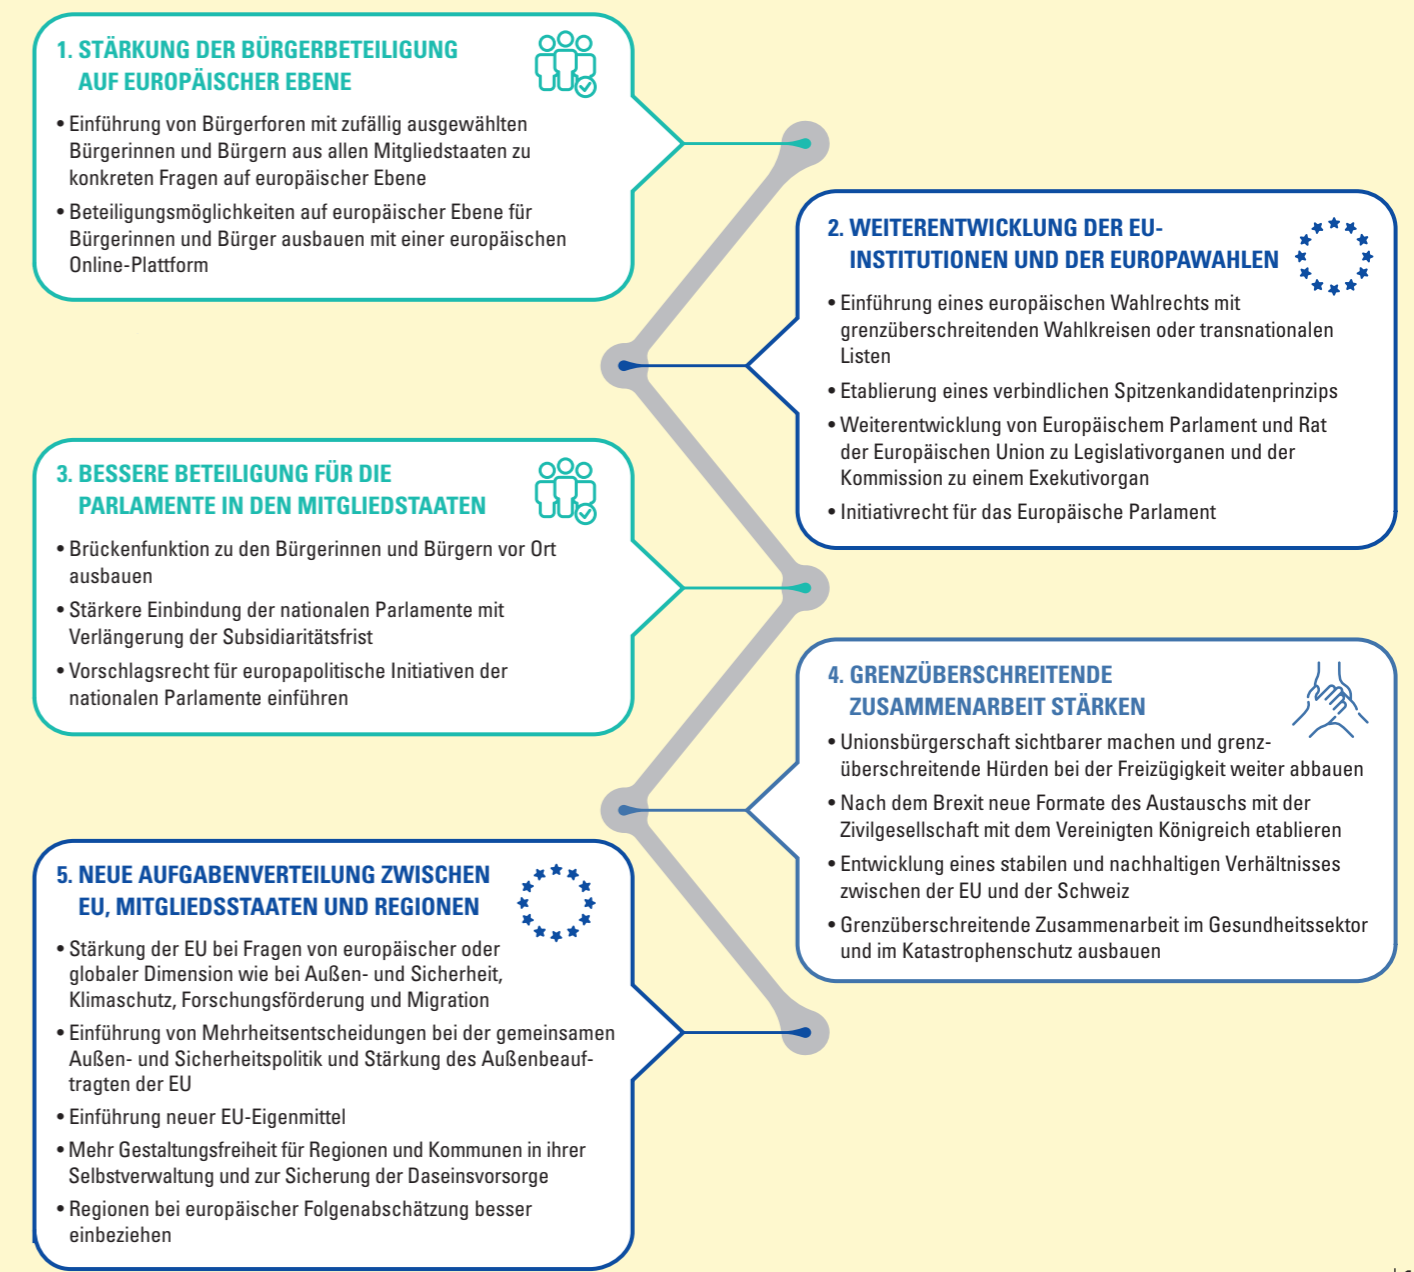 1. STÄRKUNG DER BÜRGERBETEILIGUNG
AUF EUROPÄISCHER EBENE
• Einführung von Bürgerforen mit zufällig ausgewählten
Bürgerinnen und Bürgern aus allen Mitgliedstaaten zu
konkreten Fragen auf europäischer Ebene
• Beteiligungsmöglichkeiten auf europäischer Ebene für
Bürgerinnen und Bürger ausbauen mit einer europäischen
Online-Plattform
2. WEITERENTWICKLUNG DER EU-
INSTITUTIONEN UND DER EUROPAWAHLEN
• Einführung eines europäischen Wahlrechts mit
grenzüberschreitenden Wahlkreisen oder transnationalen
Listen
• Etablierung eines verbindlichen Spitzenkandidatenprinzips
• Weiterentwicklung von Europäischem Parlament und Rat
der Europäischen Union zu Legislativorganen und der
Kommission zu einem Exekutivorgan
• Initiativrecht für das Europäische Parlament
3. BESSERE BETEILIGUNG FÜR DIE
PARLAMENTE IN DEN MITGLIEDSTAATEN
• Brückenfunktion zu den Bürgerinnen und Bürgern vor Ort
ausbauen
• Stärkere Einbindung der nationalen Parlamente mit
Verlängerung der Subsidiaritätsfrist
• Vorschlagsrecht für europapolitische Initiativen der
nationalen Parlamente einführen
4. GRENZÜBERSCHREITENDE
ZUSAMMENARBEIT STÄRKEN
• Unionsbürgerschaft sichtbarer machen und grenz-
überschreitende Hürden bei der Freizügigkeit weiter abbauen
• Nach dem Brexit neue Formate des Austauschs mit der
Zivilgesellschaft mit dem Vereinigten Königreich etablieren
• Entwicklung eines stabilen und nachhaltigen Verhältnisses
zwischen der EU und der Schweiz
• Grenzüberschreitende Zusammenarbeit im Gesundheitssektor
und im Katastrophenschutz ausbauen
5. NEUE AUFGABENVERTEILUNG ZWISCHEN
EU, MITGLIEDSSTAATEN UND REGIONEN
• Stärkung der EU bei Fragen von europäischer oder
globaler Dimension wie bei Außen- und Sicherheit,
Klimaschutz, Forschungsförderung und Migration
• Einführung von Mehrheitsentscheidungen bei der gemeinsamen
Außen- und Sicherheitspolitik und Stärkung des Außenbeauf-
tragten der EU
• Einführung neuer EU-Eigenmittel
• Mehr Gestaltungsfreiheit für Regionen und Kommunen in ihrer
Selbstverwaltung und zur Sicherung der Daseinsvorsorge
• Regionen bei europäischer Folgenabschätzung besser
einbeziehen